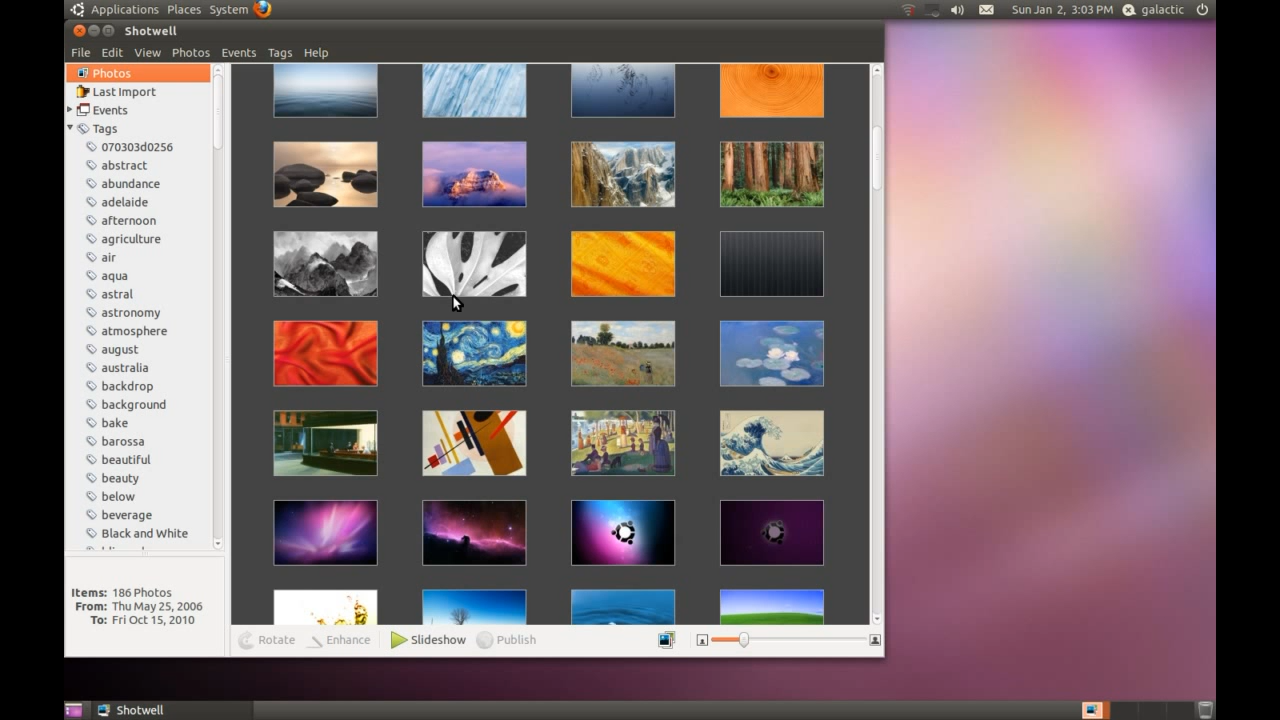 Applications Places System Sun Jan 2, 3:03 PM galactic
Shotwell
File Edit View Photos Events Tags Help
Photos
Last Import
Events
Tags
070303d0256
abstract
abundance
adelaide
afternoon
agriculture
air
aqua
astral
astronomy
atmosphere
august
australia
backdrop
background
bake
barossa
beautiful
beauty
below
beverage
Black and White
Items: 186 Photos
From: Thu May 25, 2006
To: Fri Oct 15, 2010
Rotate Enhance Slideshow Publish
Shotwell